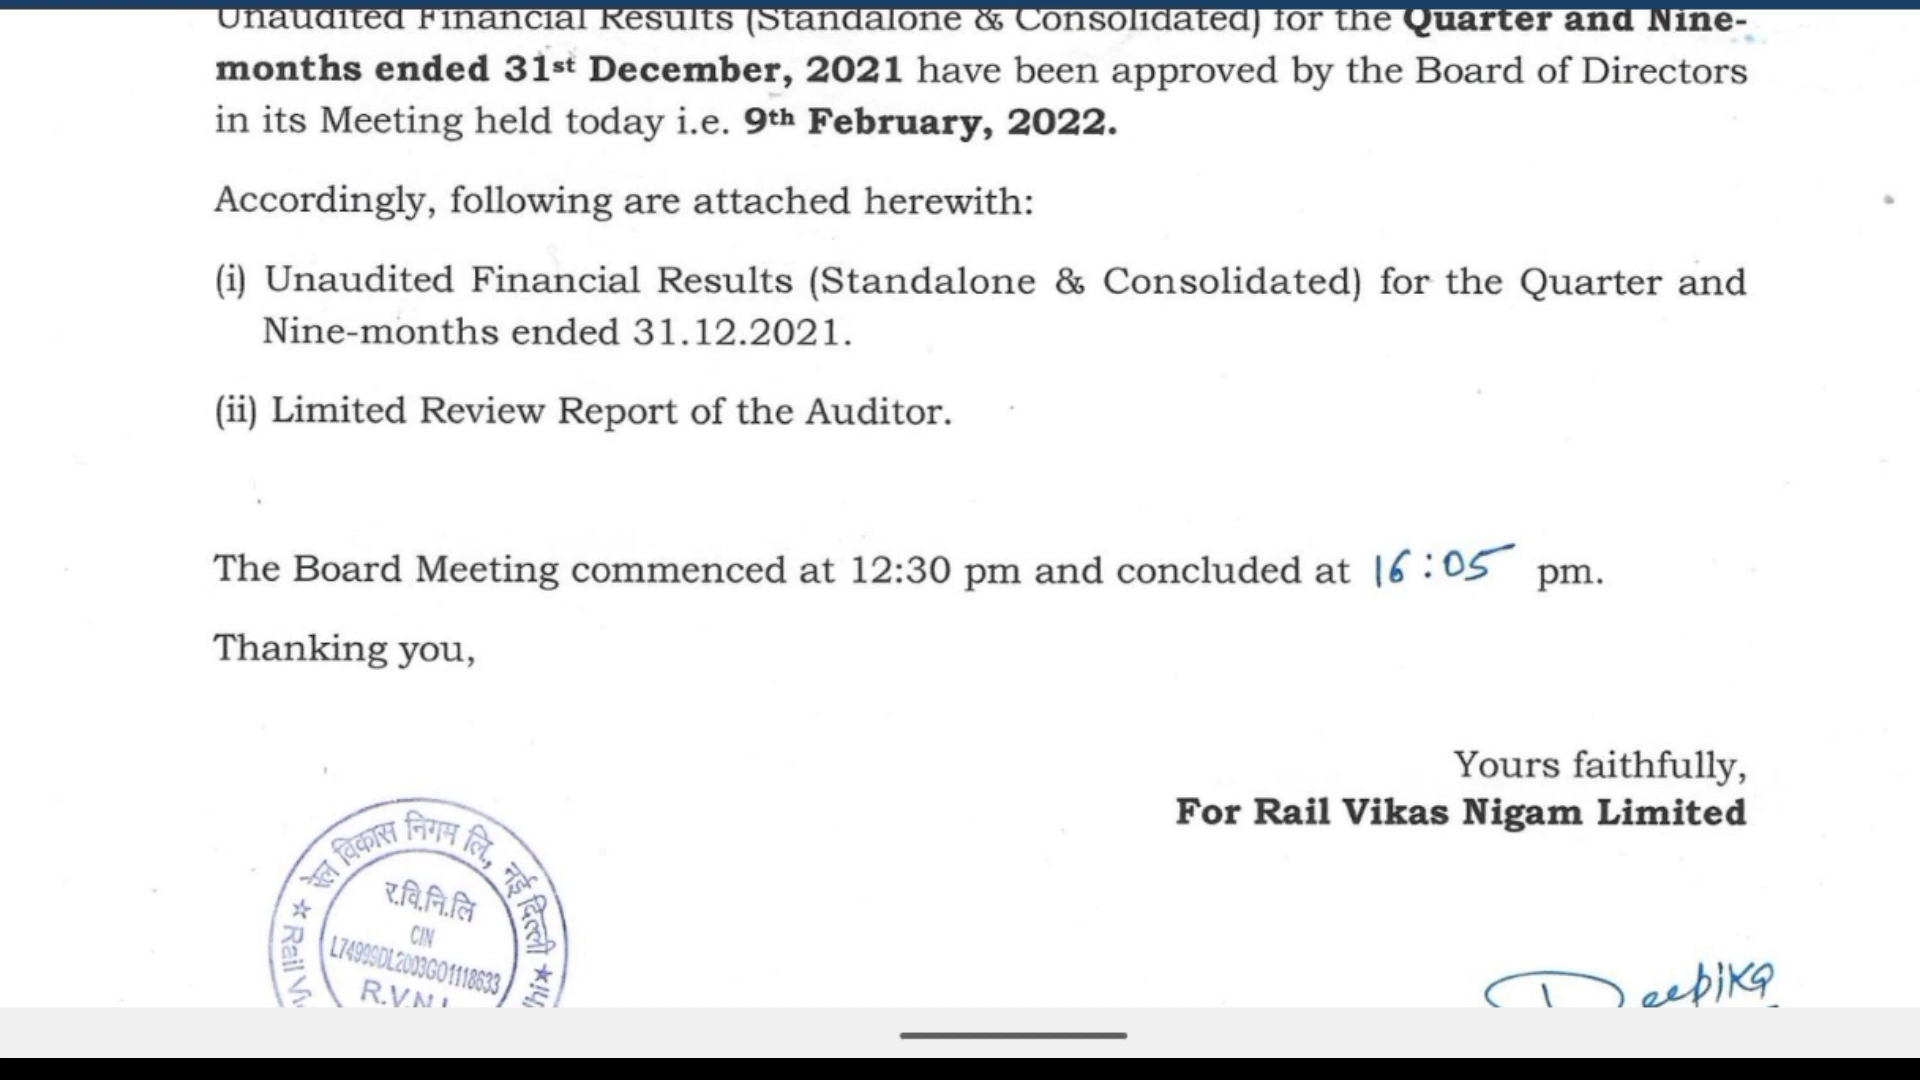 Unaudited Financial Results (Standalone & Consolidated) for the Quarter and Nine-
months ended 31st December, 2021 have been approved by the Board of Directors
in its Meeting held today i.e. 9th February, 2022.
Accordingly, following are attached herewith:
(i) Unaudited Financial Results (Standalone & Consolidated) for the Quarter and
Nine-months ended 31.12.2021.
(ii) Limited Review Report of the Auditor.
The Board Meeting commenced at 12:30 pm and concluded at 16:05 pm.
Thanking you,
Yours faithfully,
For Rail Vikas Nigam Limited
रेल विकास निगम लि, नई दिल्ली
र.वि.नि.लि
CIN
L74999DL2003GOI118633
R.V.N.L
Rail Vi
Deepika